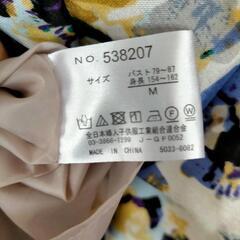 NO. 538207
サイズ
バスト 79〜87
身長 154〜162
M
全日本婦人子供服工業組合連合会
03-3866-1299 J-QF0052
MADE IN CHINA 5033-6082